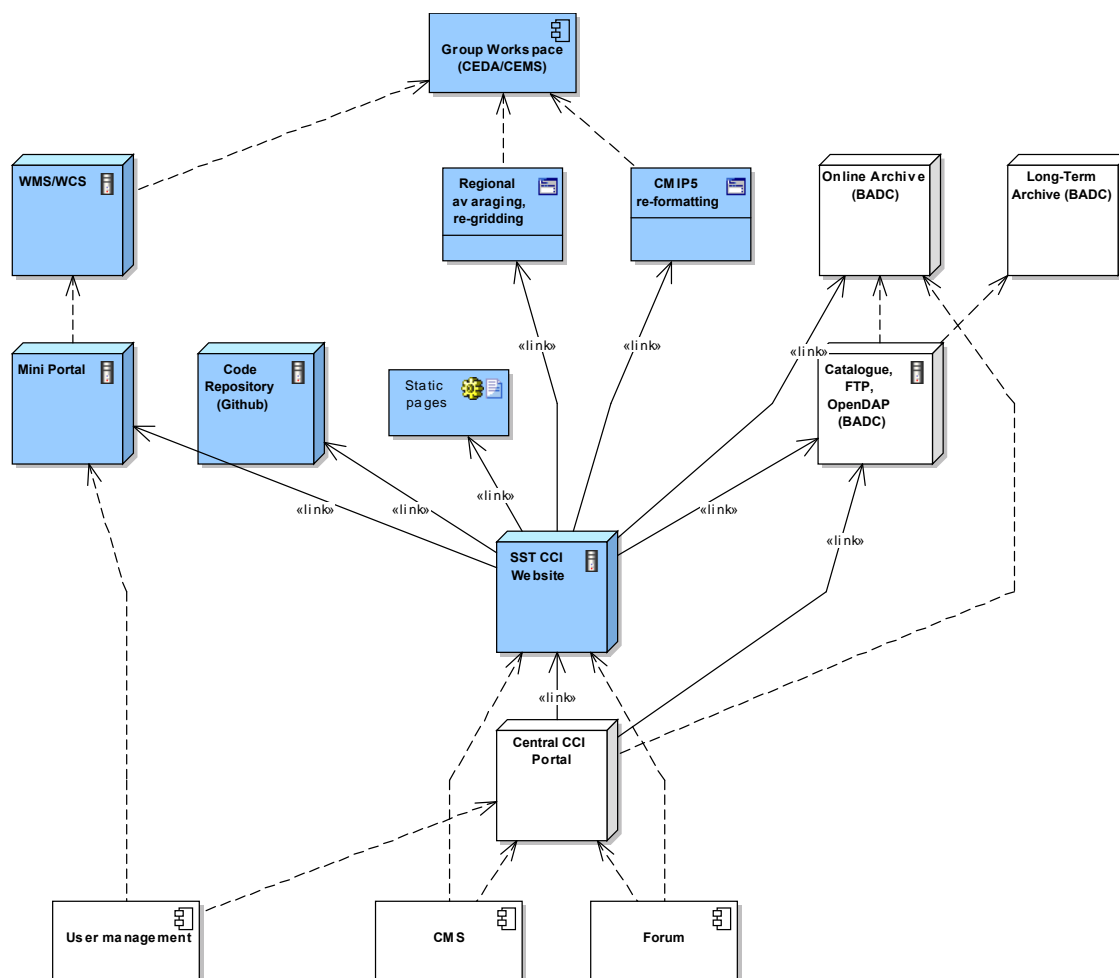 Group Workspace
(CEDA/CEMS)
WMS/WCS
Regional
av araging,
re-gridding
CMIP5
re-formatting
Online Archive
(BADC)
Long-Term
Archive (BADC)
«link»
«link»
«link»
Mini Portal
Code
Repository
(Github)
Static
pages
Catalogue,
FTP,
OpenDAP
(BADC)
«link»
«link»
«link»
«link»
«link»
SST CCI
Website
«link»
Central CCI
Portal
User management
CMS
Forum